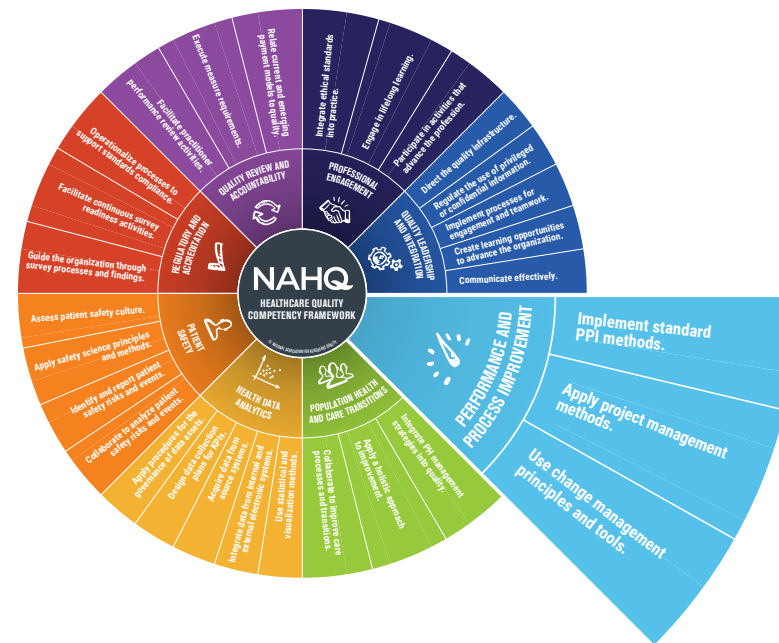 NAHQ
HEALTHCARE QUALITY
COMPETENCY FRAMEWORK
PROFESSIONAL
ENGAGEMENT
Integrate ethical standards
into practice.
Engage in lifelong learning.
Participate in activities that
advance the profession.
QUALITY LEADERSHIP
AND INTEGRATION
Direct the quality infrastructure.
Regulate the use of privileged
or confidential information.
Implement processes for
engagement and teamwork.
Create learning opportunities
to advance the organization.
Communicate effectively.
PERFORMANCE AND
PROCESS IMPROVEMENT
Implement standard
PPI methods.
Apply project management
methods.
Use change management
principles and tools.
POPULATION HEALTH
AND CARE TRANSITIONS
Integrate PH management
strategies into quality.
Apply a holistic approach
to improvement.
Collaborate to improve care
processes and transitions.
HEALTH DATA
ANALYTICS
Use statistical and
visualization methods.
Integrate data from internal and
external electronic systems.
Acquire data from
source systems.
Design data collection
plans for KPIs.
Apply procedures for the
governance of data assets.
PATIENT
SAFETY
Collaborate to analyze patient
safety risks and events.
Identify and report patient
safety risks and events.
Apply safety science principles
and methods.
Assess patient safety culture.
REGULATORY AND
ACCREDITATION
Guide the organization through
survey processes and findings.
Facilitate continuous survey
readiness activities.
Operationalize processes to
support standards compliance.
QUALITY REVIEW AND
ACCOUNTABILITY
Facilitate practitioner
performance review activities.
Execute measure requirements.
Relate current and emerging
payment models to quality.